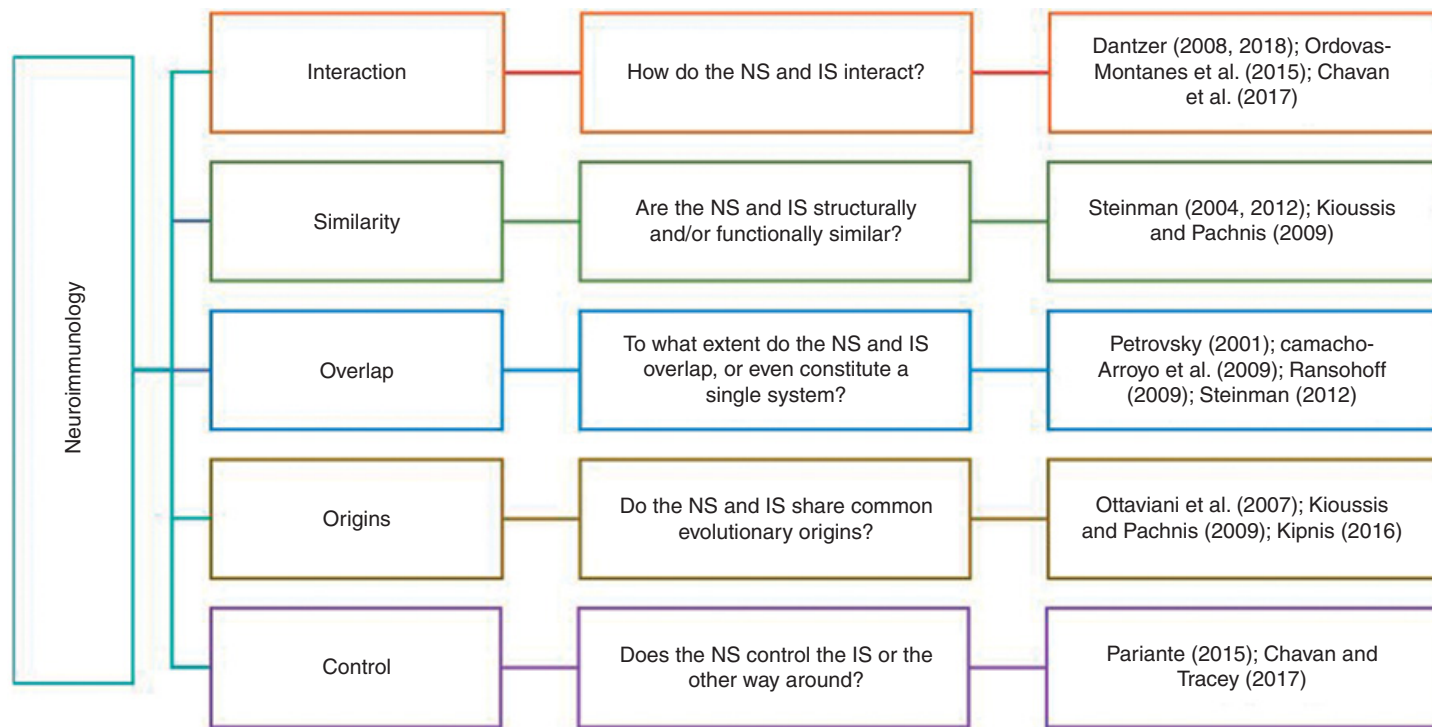 Neuroimmunology
Interaction
How do the NS and IS interact?
Dantzer (2008, 2018); Ordovas-
Montanes et al. (2015); Chavan
et al. (2017)
Similarity
Are the NS and IS structurally
and/or functionally similar?
Steinman (2004, 2012); Kioussis
and Pachnis (2009)
Overlap
To what extent do the NS and IS
overlap, or even constitute a
single system?
Petrovsky (2001); camacho-
Arroyo et al. (2009); Ransohoff
(2009); Steinman (2012)
Origins
Do the NS and IS share common
evolutionary origins?
Ottaviani et al. (2007); Kioussis
and Pachnis (2009); Kipnis (2016)
Control
Does the NS control the IS or the
other way around?
Pariante (2015); Chavan and
Tracey (2017)